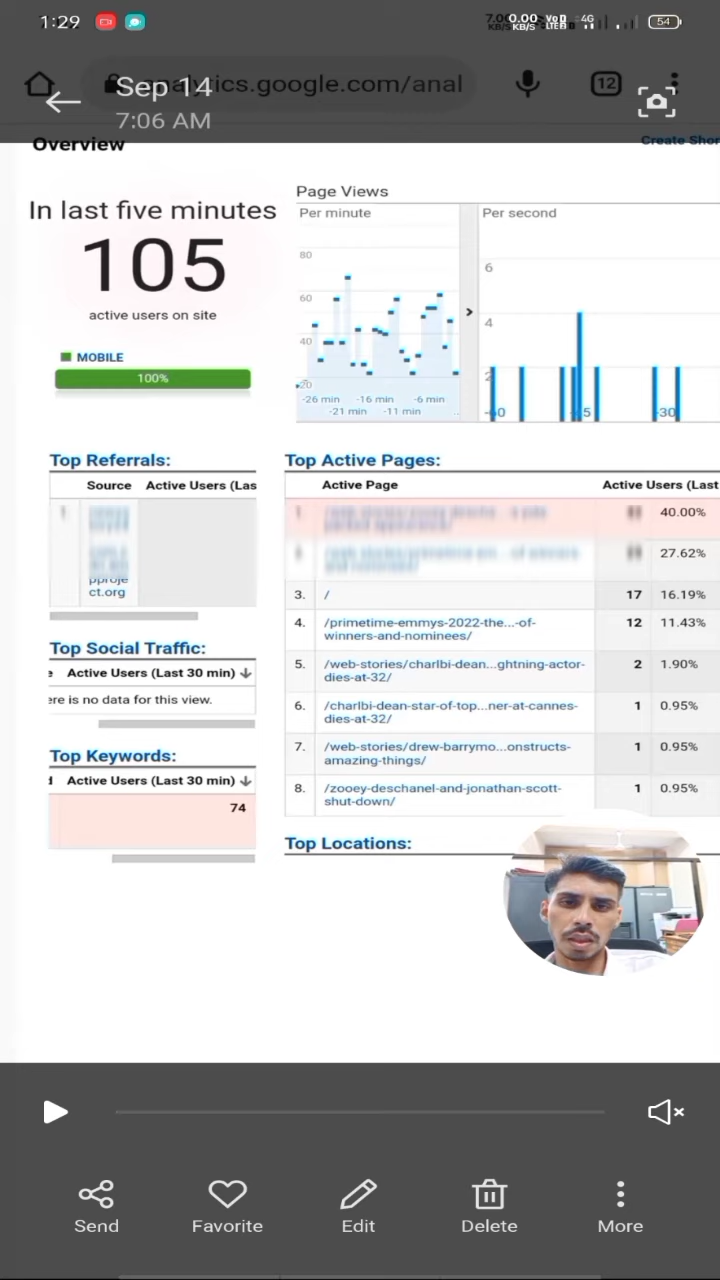 1:29
0.00 KB/S
VoD LTEB
4G
54
analytics.google.com/anal
12
Sep 14
7:06 AM
Overview
In last five minutes
105
active users on site
MOBILE
100%
Page Views
Per minute
80
60
40
20
-26 min -16 min -6 min
-21 min -11 min
Per second
6
4
2
-30
Top Referrals:
Source Active Users (Las
1
pproje
ct.org
Top Social Traffic:
Active Users (Last 30 min)
ere is no data for this view.
Top Keywords:
Active Users (Last 30 min)
74
Top Active Pages:
Active Page Active Users (Last
40.00%
27.62%
3. / 17 16.19%
4. /primetime-emmys-2022-the...-of- 12 11.43%
winners-and-nominees/
5. /web-stories/charlbi-dean...ghtning-actor- 2 1.90%
dies-at-32/
6. /charlbi-dean-star-of-top...ner-at-cannes- 1 0.95%
dies-at-32/
7. /web-stories/drew-barrymo...onstructs- 1 0.95%
amazing-things/
8. /zooey-deschanel-and-jonathan-scott- 1 0.95%
shut-down/
Top Locations:
Send
Favorite
Edit
Delete
More